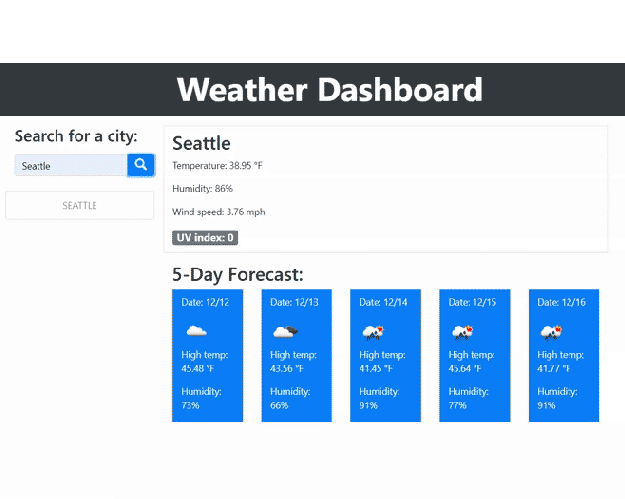 Weather Dashboard
Search for a city:
Seattle
SEATTLE
Seattle
Temperature: 38.95 °F
Humidity: 86%
Wind speed: 3.76 mph
UV index: 0
5-Day Forecast:
Date: 12/12
High temp:
45.48 °F
Humidity:
73%
Date: 12/13
High temp:
43.56 °F
Humidity:
66%
Date: 12/14
High temp:
41.45 °F
Humidity:
91%
Date: 12/15
High temp:
45.64 °F
Humidity:
77%
Date: 12/16
High temp:
41.77 °F
Humidity:
91%